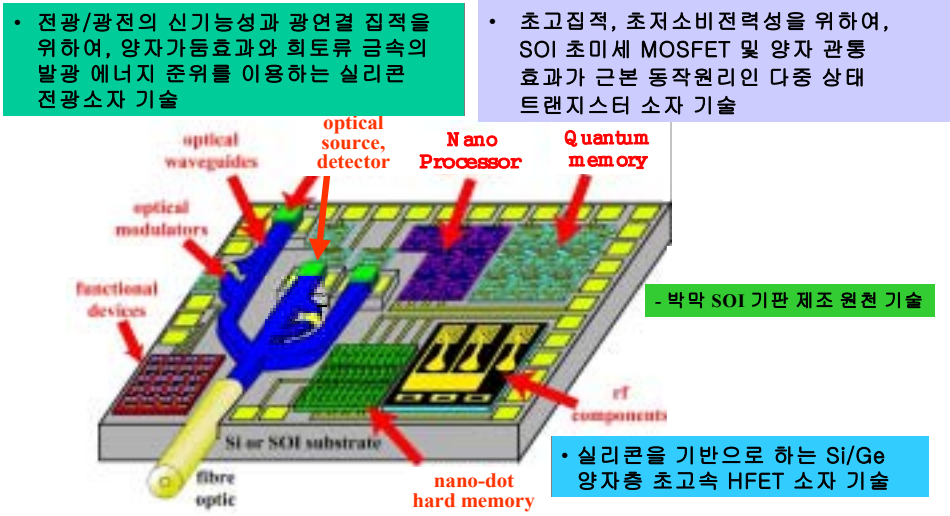 • 전광/광전의 신기능성과 광연결 집적을
위하여, 양자가둠효과와 희토류 금속의
발광 에너지 준위를 이용하는 실리콘
전광소자 기술
• 초고집적, 초저소비전력성을 위하여,
SOI 초미세 MOSFET 및 양자 관통
효과가 근본 동작원리인 다중 상태
트랜지스터 소자 기술
optical
waveguides
optical
source,
detector
Nano
Processor
Quantum
memory
optical
modulators
functional
devices
- 박막 SOI 기판 제조 원천 기술
rf
components
Si or SOI substrate
• 실리콘을 기반으로 하는 Si/Ge
양자층 초고속 HFET 소자 기술
fibre
optic
nano-dot
hard memory